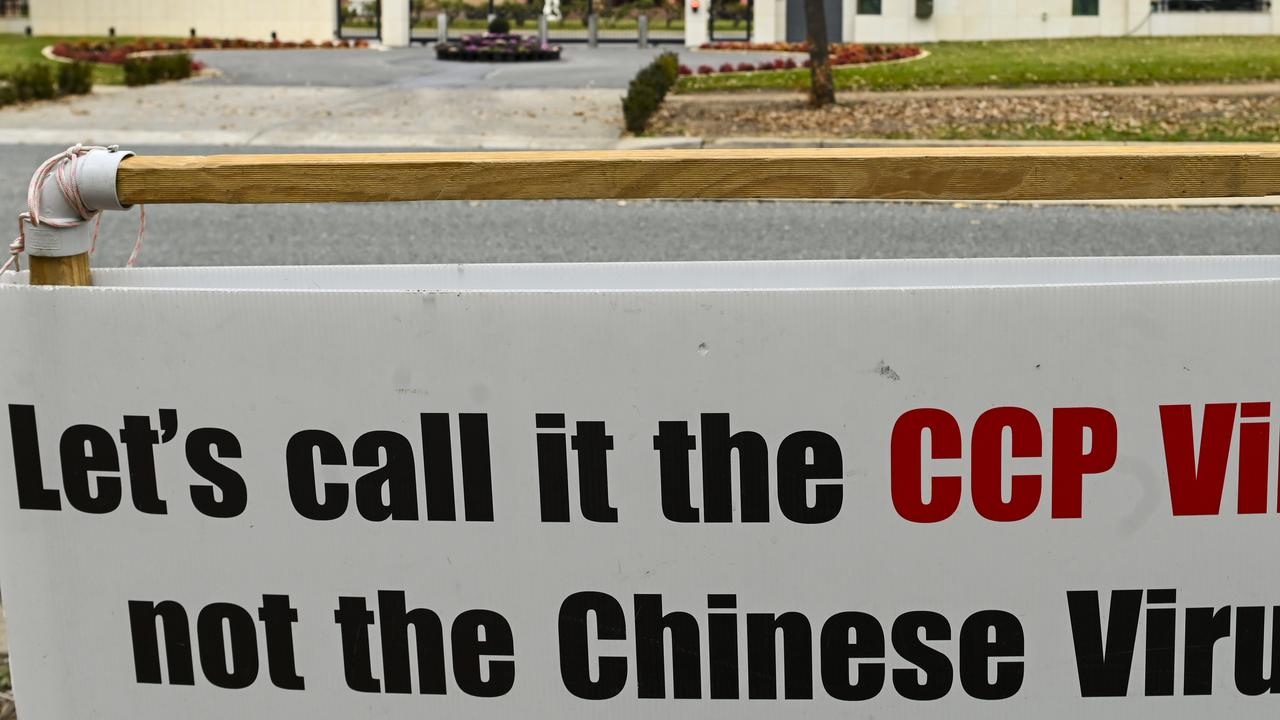 Let's call it the CCP Vi
not the Chinese Viru